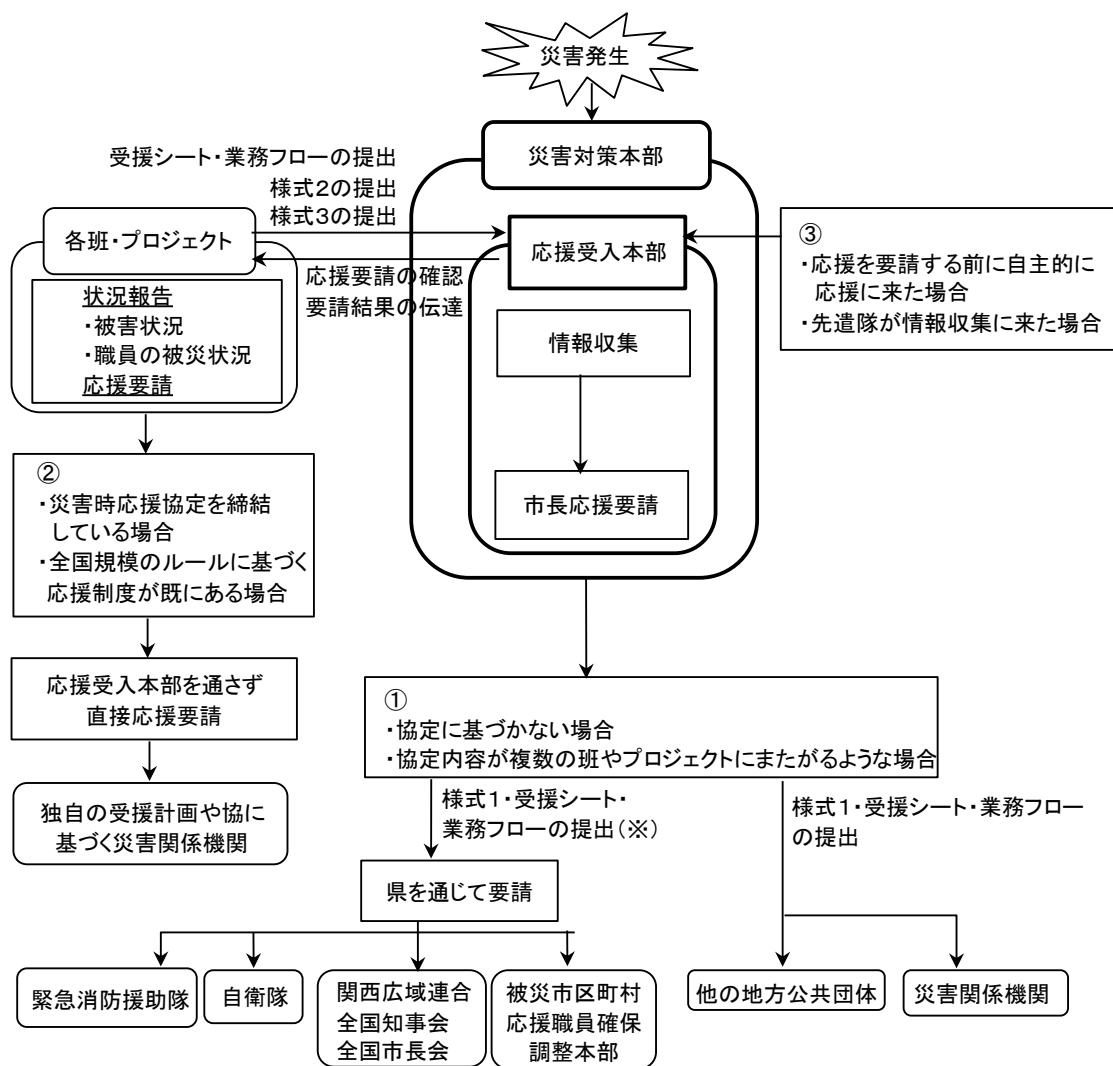 災害発生
災害対策本部
受援シート・業務フローの提出
様式２の提出
様式３の提出
各班・プロジェクト
応援受入本部
応援要請の確認
要請結果の伝達
状況報告
・被害状況
・職員の被災状況
応援要請
情報収集
市長応援要請
③
・応援を要請する前に自主的に
応援に来た場合
・先遣隊が情報収集に来た場合
②
・災害時応援協定を締結
している場合
・全国規模のルールに基づく
応援制度が既にある場合
応援受入本部を通さず
直接応援要請
独自の受援計画や協に
基づく災害関係機関
①
・協定に基づかない場合
・協定内容が複数の班やプロジェクトにまたがるような場合
様式１・受援シート・
業務フローの提出（※）
様式１・受援シート・業務フロー
の提出
県を通じて要請
緊急消防援助隊
自衛隊
関西広域連合
全国知事会
全国市長会
被災市区町村
応援職員確保
調整本部
他の地方公共団体
災害関係機関